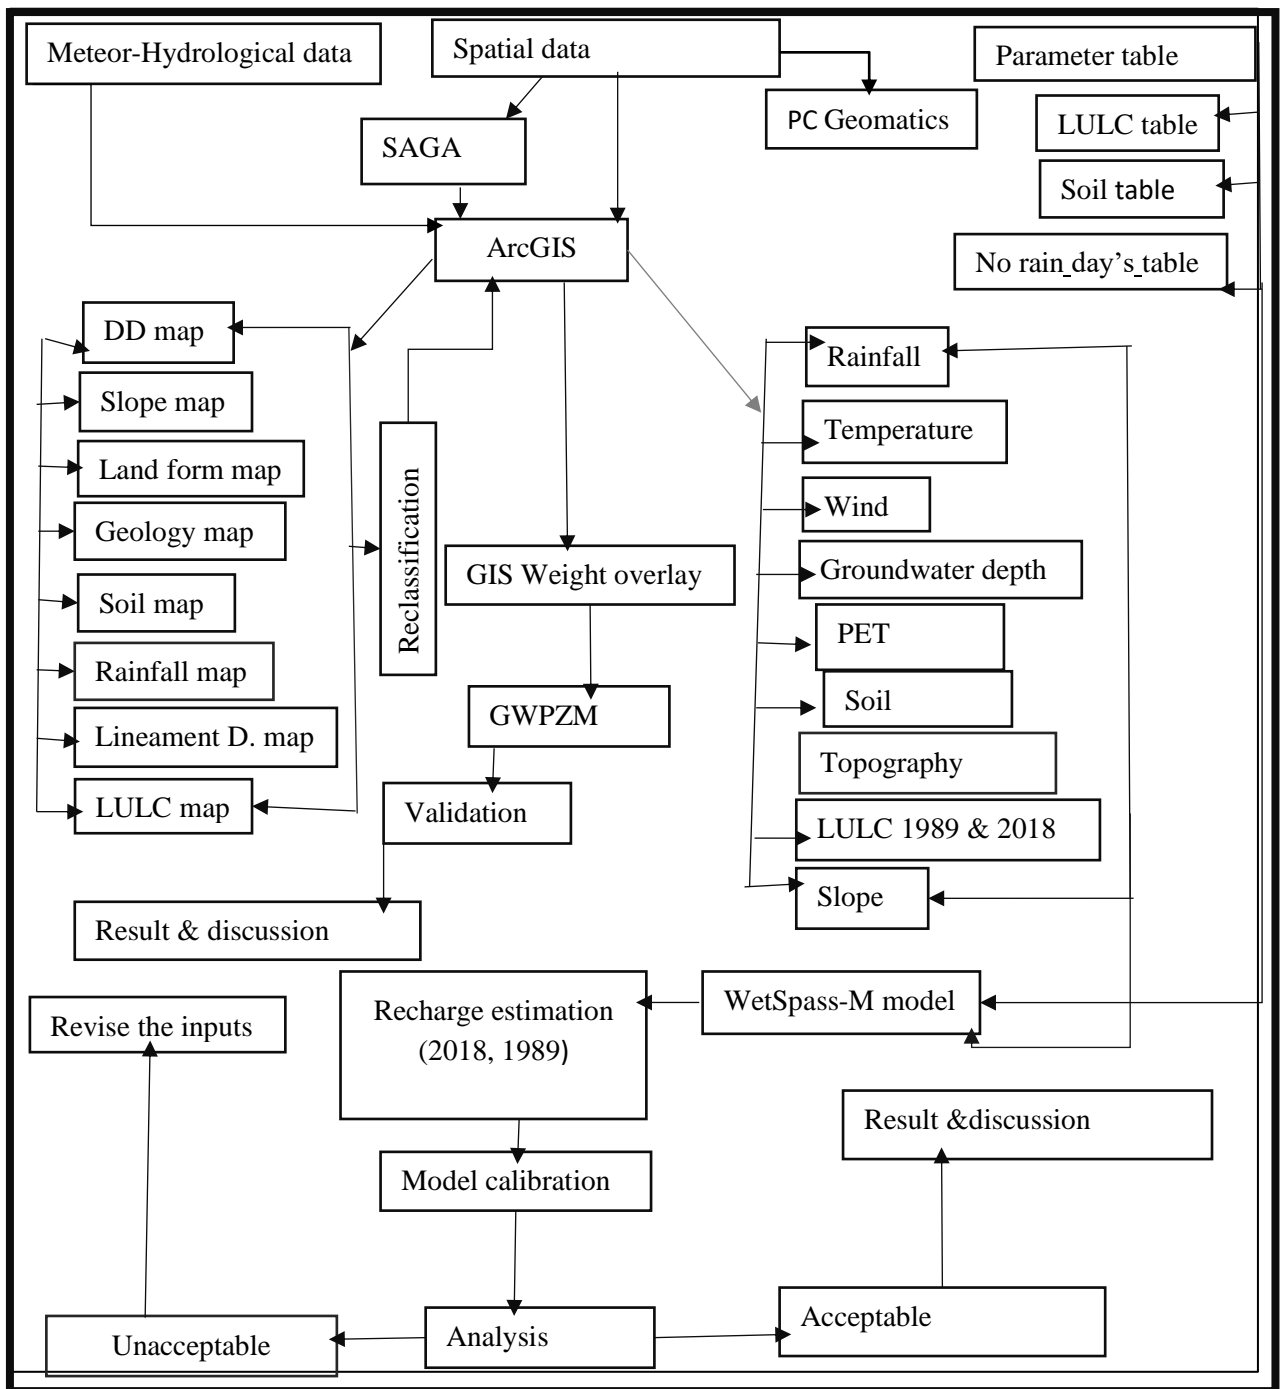 Meteor-Hydrological data
Spatial data
Parameter table
PC Geomatics
LULC table
SAGA
Soil table
ArcGIS
No rain_day's_table
DD map
Slope map
Land form map
Geology map
Soil map
Rainfall map
Lineament D. map
LULC map
Reclassification
GIS Weight overlay
GWPZM
Validation
Result & discussion
Rainfall
Temperature
Wind
Groundwater depth
PET
Soil
Topography
LULC 1989 & 2018
Slope
WetSpass-M model
Recharge estimation
(2018, 1989)
Revise the inputs
Model calibration
Result &discussion
Analysis
Unacceptable
Acceptable